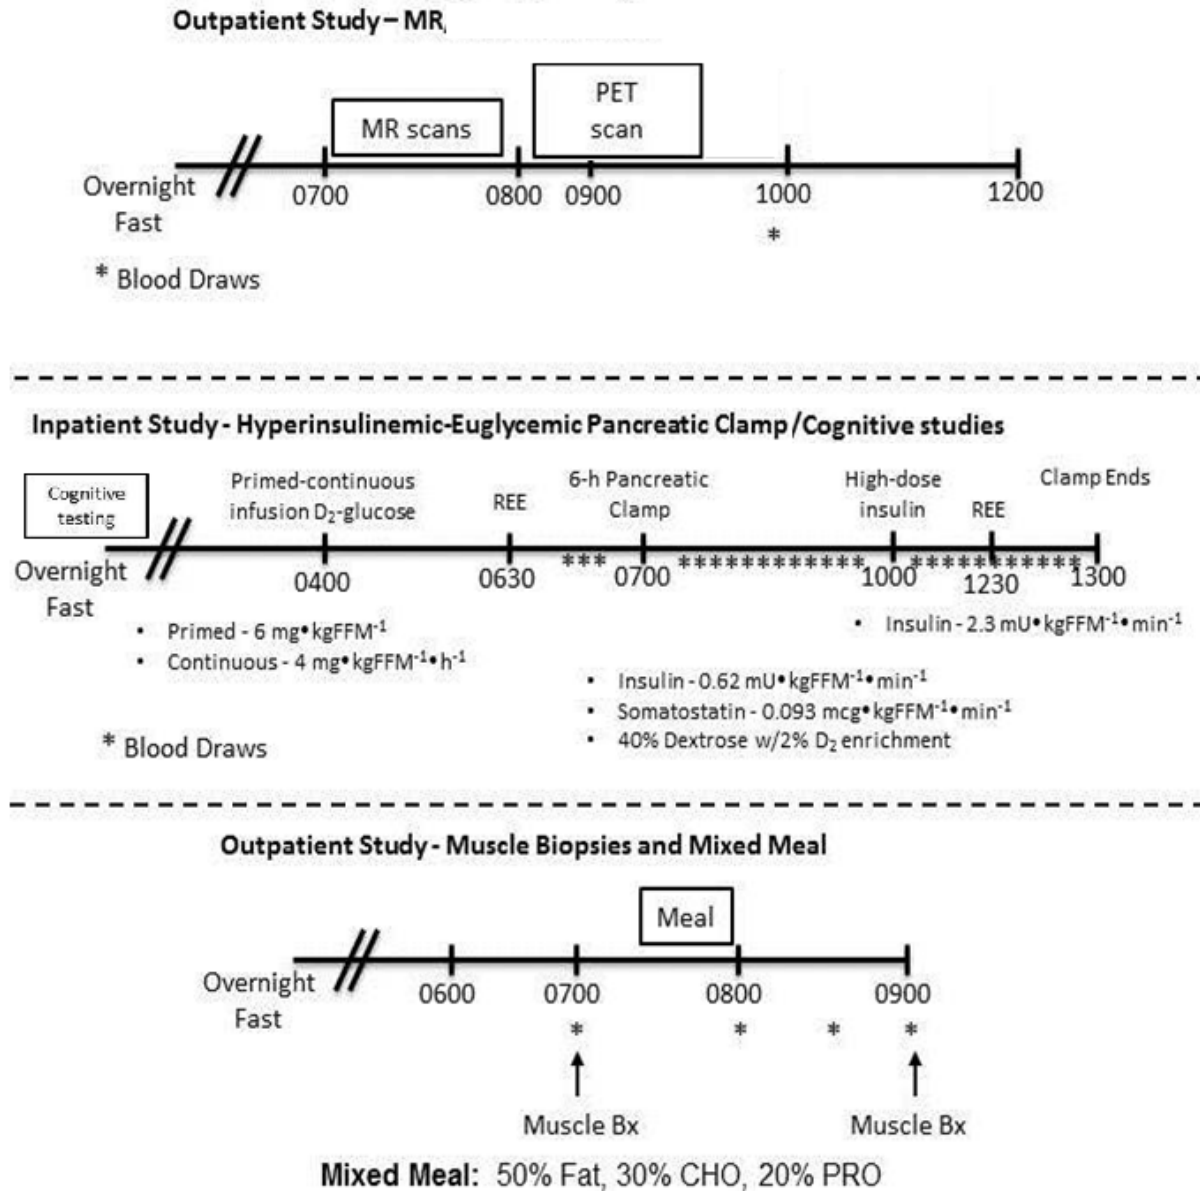 Outpatient Study – MR
MR scans
PET
scan
Overnight
Fast
0700
0800
0900
1000
1200
*
* Blood Draws
Inpatient Study - Hyperinsulinemic-Euglycemic Pancreatic Clamp/Cognitive studies
Cognitive
testing
Primed-continuous
infusion D₂-glucose
REE
6-h Pancreatic
Clamp
High-dose
insulin
REE
Clamp Ends
Overnight
Fast
0400
0630
***
0700
************
1000
***********
1230
1300
• Primed - 6 mg•kgFFM⁻¹
• Continuous - 4 mg•kgFFM⁻¹•h⁻¹
• Insulin - 2.3 mU•kgFFM⁻¹•min⁻¹
• Insulin - 0.62 mU•kgFFM⁻¹•min⁻¹
• Somatostatin - 0.093 mcg•kgFFM⁻¹•min⁻¹
• 40% Dextrose w/2% D₂ enrichment
* Blood Draws
Outpatient Study - Muscle Biopsies and Mixed Meal
Meal
Overnight
Fast
0600
0700
0800
0900
* * * *
Muscle Bx
Muscle Bx
Mixed Meal: 50% Fat, 30% CHO, 20% PRO